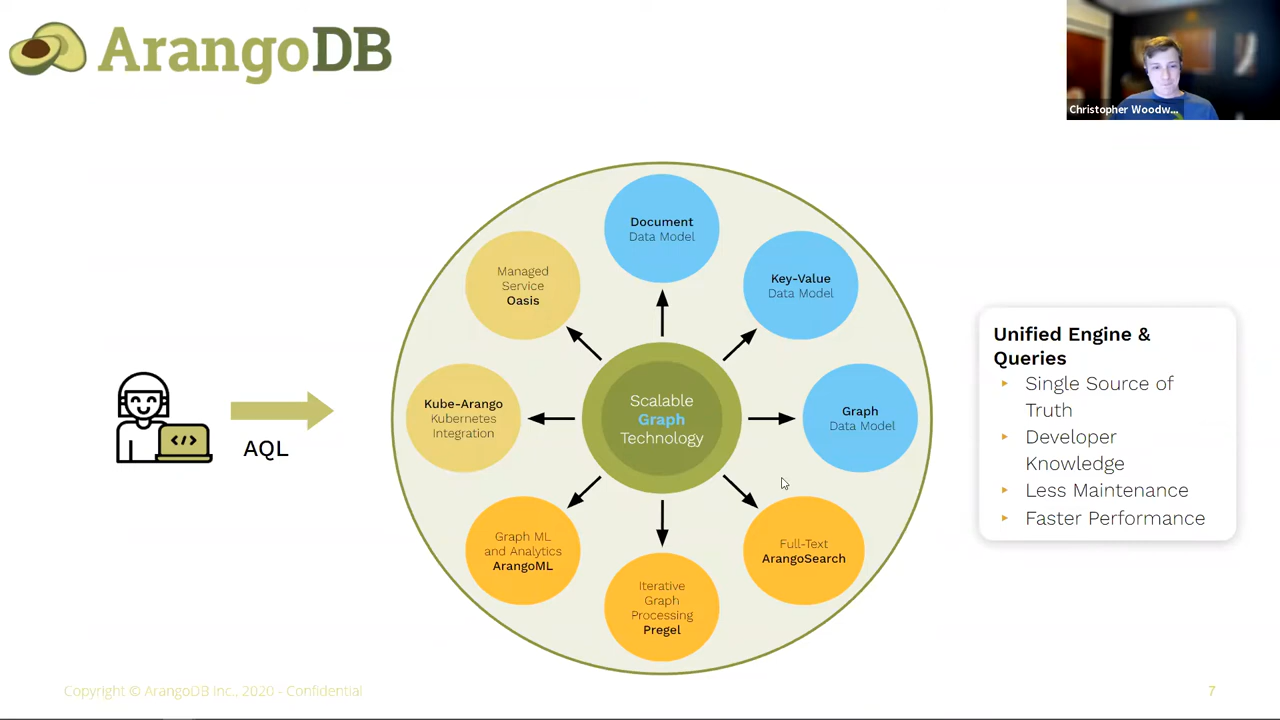 ArangoDB
Christopher Woodw...
Document
Data Model
Key-Value
Data Model
Graph
Data Model
Full-Text
ArangoSearch
Iterative
Graph
Processing
Pregel
Graph ML
and Analytics
ArangoML
Kube-Arango
Kubernetes
Integration
Managed
Service
Oasis
Scalable
Graph
Technology
</>
AQL
Unified Engine &
Queries
Single Source of
Truth
Developer
Knowledge
Less Maintenance
Faster Performance
Copyright © ArangoDB Inc., 2020 - Confidential
7